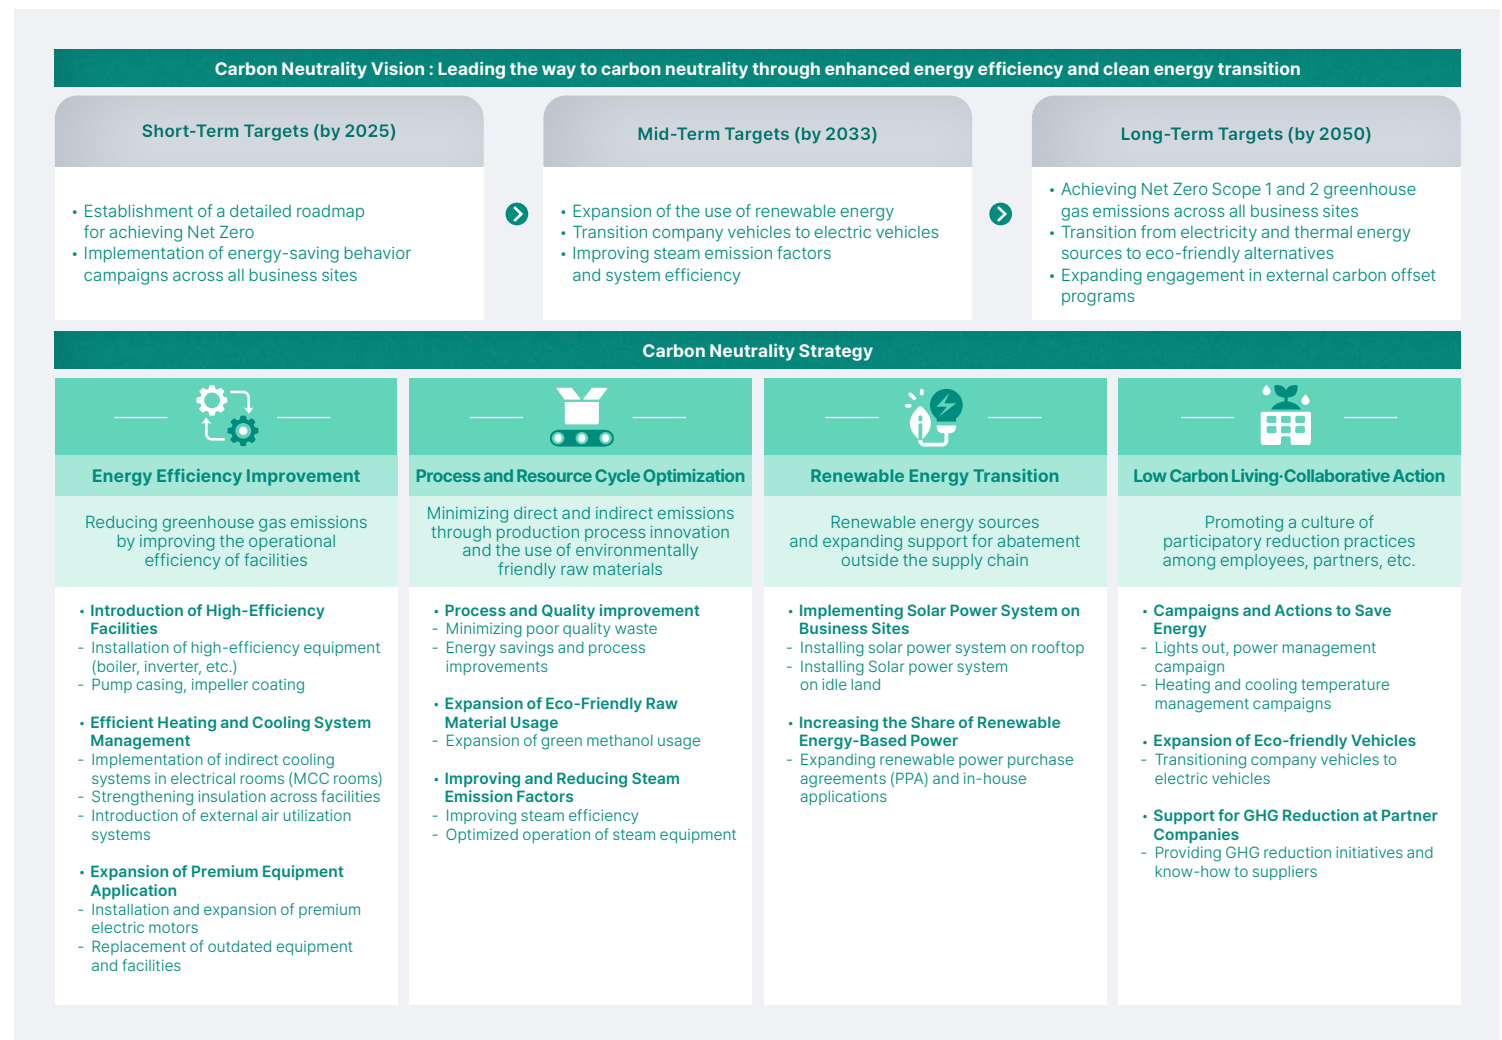 Carbon Neutrality Vision : Leading the way to carbon neutrality through enhanced energy efficiency and clean energy transition
Short-Term Targets (by 2025)
• Establishment of a detailed roadmap
for achieving Net Zero
• Implementation of energy-saving behavior
campaigns across all business sites
Mid-Term Targets (by 2033)
• Expansion of the use of renewable energy
• Transition company vehicles to electric vehicles
• Improving steam emission factors
and system efficiency
Long-Term Targets (by 2050)
• Achieving Net Zero Scope 1 and 2 greenhouse
gas emissions across all business sites
• Transition from electricity and thermal energy
sources to eco-friendly alternatives
• Expanding engagement in external carbon offset
programs
Carbon Neutrality Strategy
Energy Efficiency Improvement
Reducing greenhouse gas emissions
by improving the operational
efficiency of facilities
• Introduction of High-Efficiency
Facilities
- Installation of high-efficiency equipment
(boiler, inverter, etc.)
- Pump casing, impeller coating
• Efficient Heating and Cooling System
Management
- Implementation of indirect cooling
systems in electrical rooms (MCC rooms)
- Strengthening insulation across facilities
- Introduction of external air utilization
systems
• Expansion of Premium Equipment
Application
- Installation and expansion of premium
electric motors
- Replacement of outdated equipment
and facilities
Process and Resource Cycle Optimization
Minimizing direct and indirect emissions
through production process innovation
and the use of environmentally
friendly raw materials
• Process and Quality improvement
- Minimizing poor quality waste
- Energy savings and process
improvements
• Expansion of Eco-Friendly Raw
Material Usage
- Expansion of green methanol usage
• Improving and Reducing Steam
Emission Factors
- Improving steam efficiency
- Optimized operation of steam equipment
Renewable Energy Transition
Renewable energy sources
and expanding support for abatement
outside the supply chain
• Implementing Solar Power System on
Business Sites
- Installing solar power system on rooftop
- Installing Solar power system
on idle land
• Increasing the Share of Renewable
Energy-Based Power
- Expanding renewable power purchase
agreements (PPA) and in-house
applications
Low Carbon Living·Collaborative Action
Promoting a culture of
participatory reduction practices
among employees, partners, etc.
• Campaigns and Actions to Save
Energy
- Lights out, power management
campaign
- Heating and cooling temperature
management campaigns
• Expansion of Eco-friendly Vehicles
- Transitioning company vehicles to
electric vehicles
• Support for GHG Reduction at Partner
Companies
- Providing GHG reduction initiatives and
know-how to suppliers